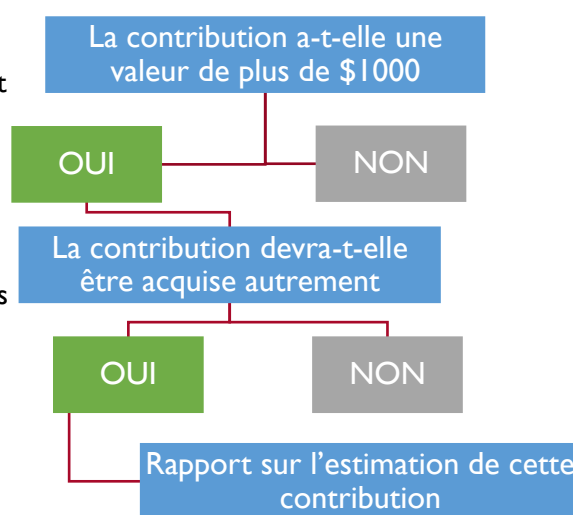 La contribution a-t-elle une
valeur de plus de $1000
t
OUI
NON
La contribution devra-t-elle
être acquise autrement
s
OUI
NON
Rapport sur l'estimation de cette
contribution